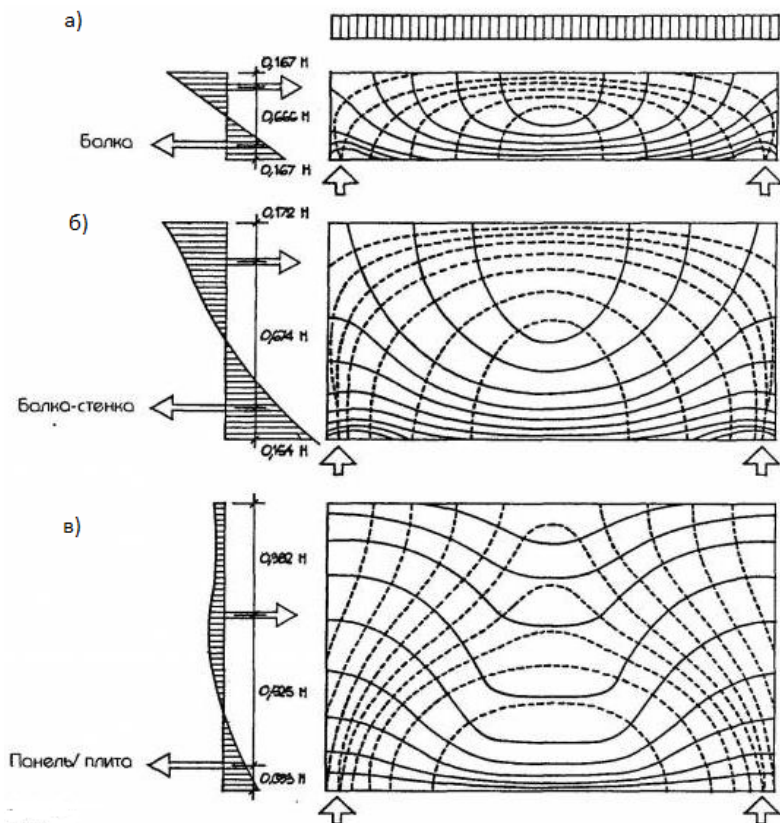 а)
0,167 H
0,666 H
Балка
0,167 H
0,172 H
б)
0,674 H
Балка-стенка
0,154 H
в)
0,382 H
0,525 H
Панель/ плита
0,093 H